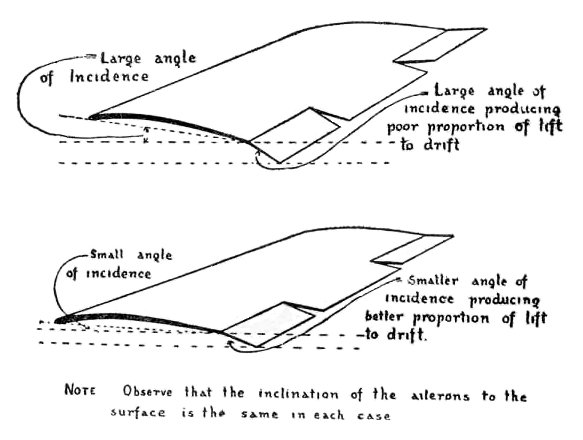 Large angle
of Incidence
Large angle of
incidence producing
poor proportion of lift
to drift
Small angle
of incidence
Smaller angle of
incidence producing
better proportion of lift
to drift.
NOTE Observe that the inclination of the ailerons to the
surface is the same in each case